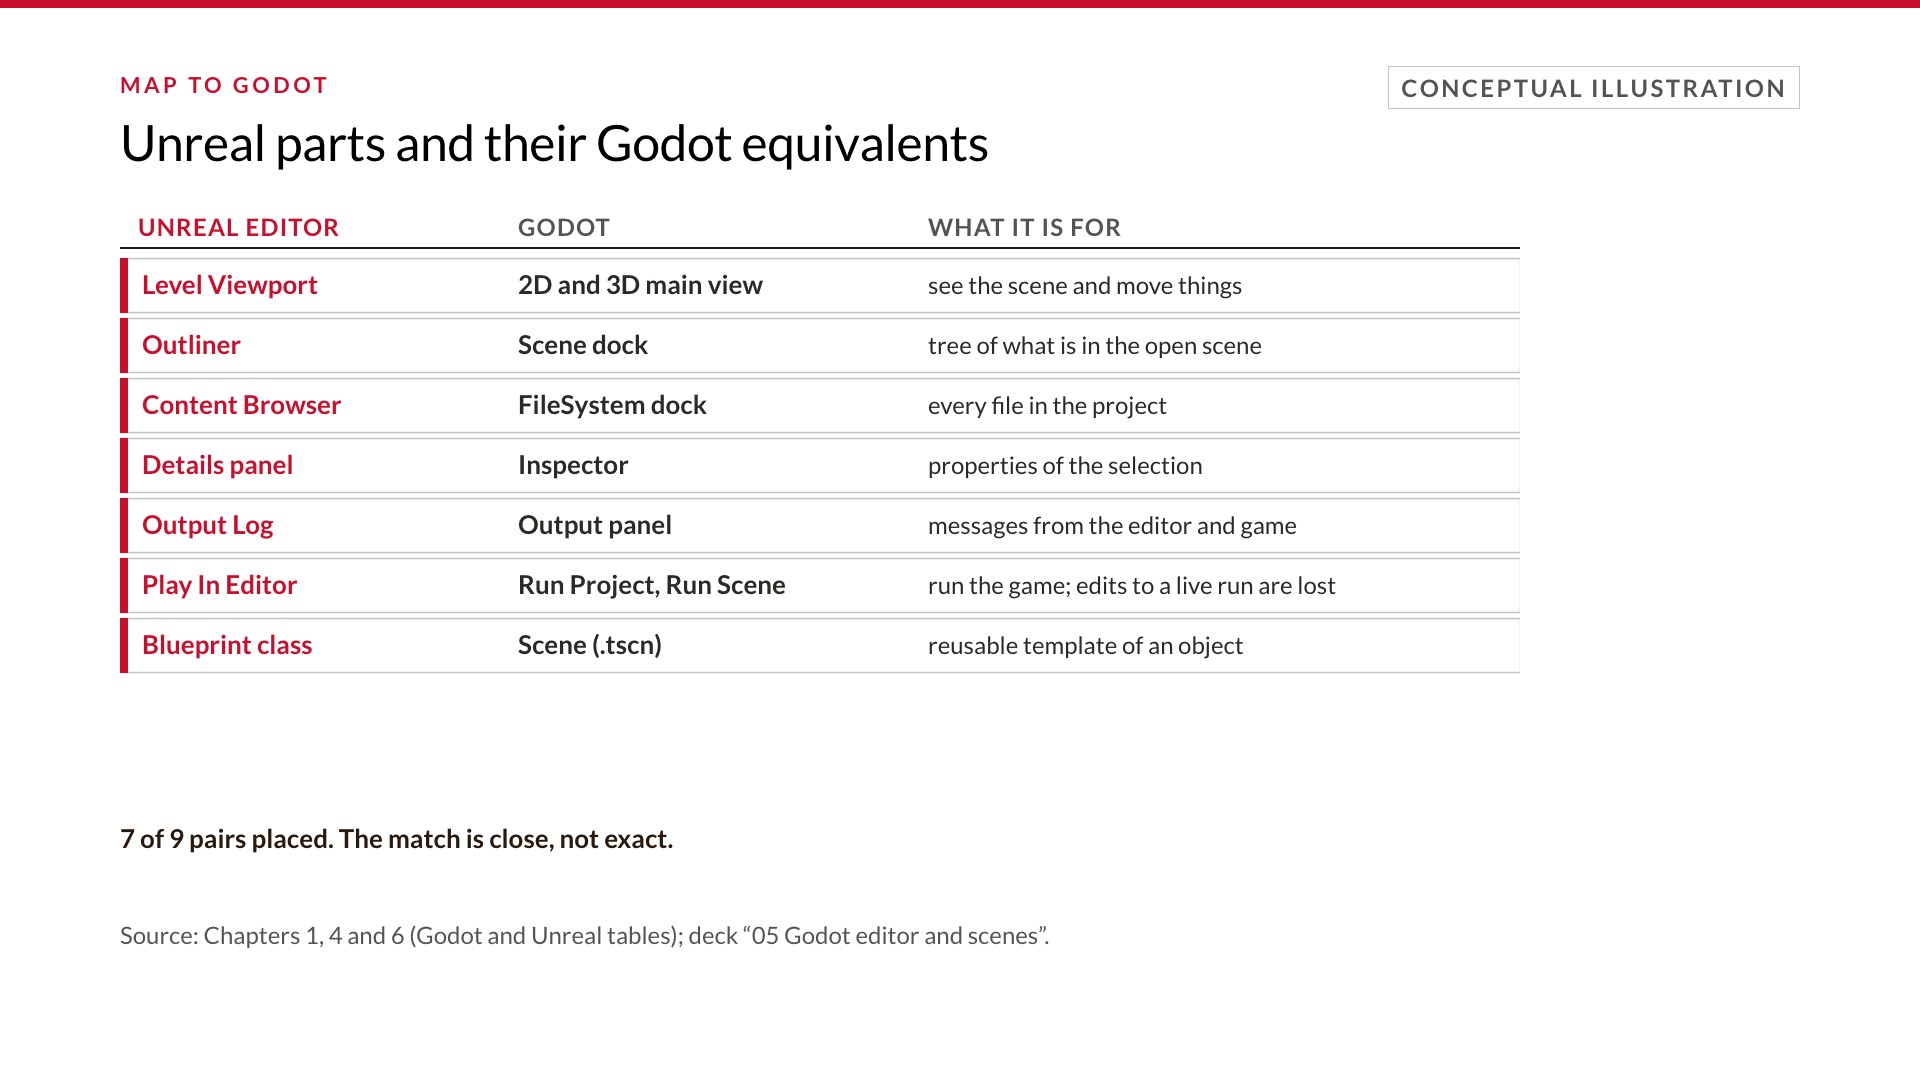 MAP TO GODOT
CONCEPTUAL ILLUSTRATION
Unreal parts and their Godot equivalents
UNREAL EDITOR GODOT WHAT IT IS FOR
Level Viewport 2D and 3D main view see the scene and move things
Outliner Scene dock tree of what is in the open scene
Content Browser FileSystem dock every file in the project
Details panel Inspector properties of the selection
Output Log Output panel messages from the editor and game
Play In Editor Run Project, Run Scene run the game; edits to a live run are lost
Blueprint class Scene (.tscn) reusable template of an object
7 of 9 pairs placed. The match is close, not exact.
Source: Chapters 1, 4 and 6 (Godot and Unreal tables); deck “05 Godot editor and scenes”.